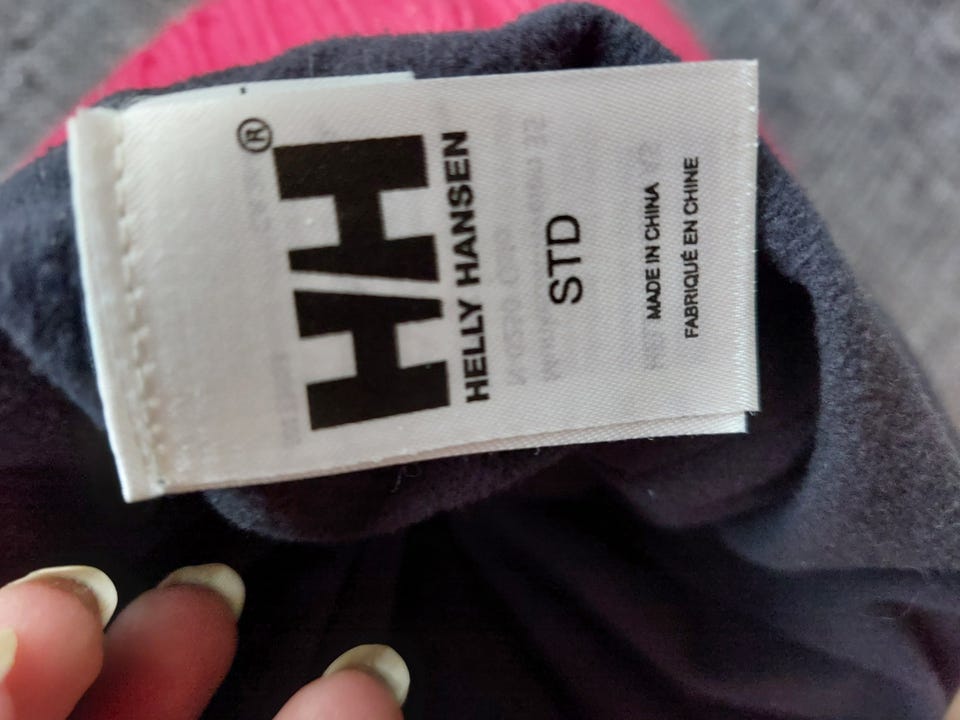 HH®
HELLY HANSEN
STD
MADE IN CHINA
FABRIQUÉ EN CHINE